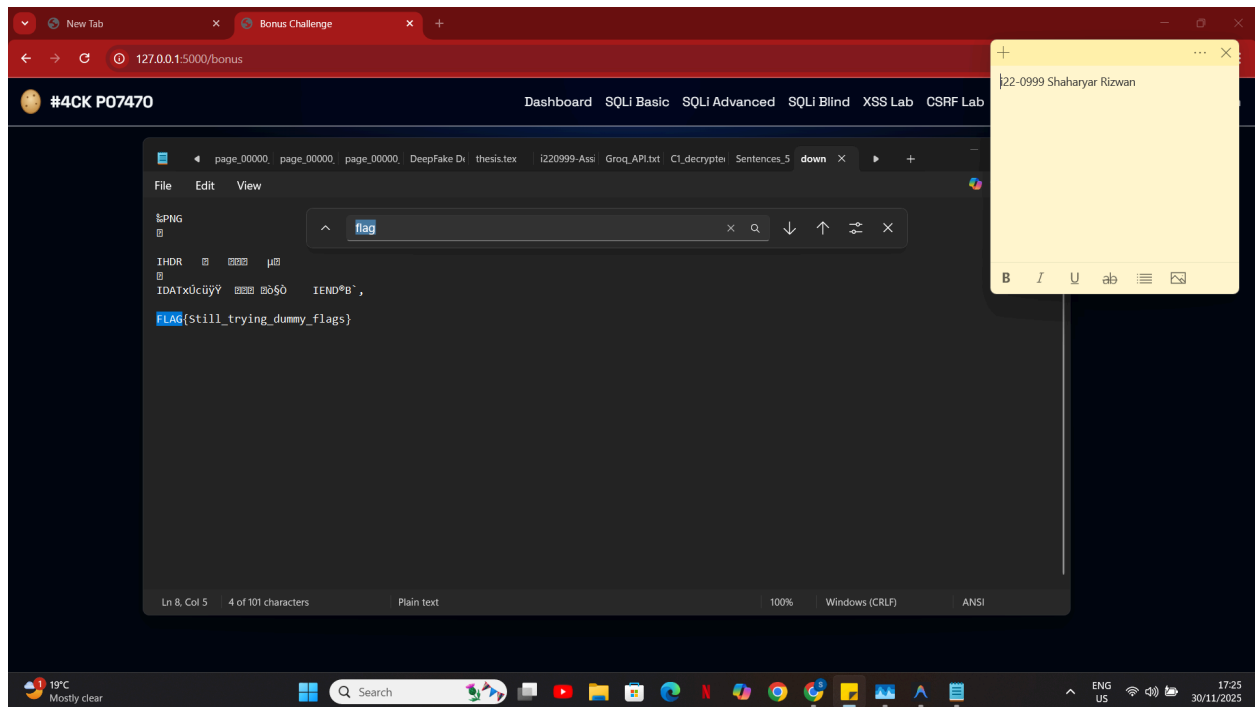 New Tab
Bonus Challenge
127.0.0.1:5000/bonus
#4CK P07470
Dashboard SQLi Basic SQLi Advanced SQLi Blind XSS Lab CSRF Lab
i22-0999 Shaharyar Rizwan
page_00000 page_00000 page_00000 DeepFake De thesis.tex i220999-Assi Groq_API.txt C1_decrypte Sentences_5 down
File Edit View
flag
‰PNG
IHDR µ
IDATxÚcüÿŸ ò§Ò IEND®B`‚
FLAG{Still_trying_dummy_flags}
B I U ab
Ln 8, Col 5 4 of 101 characters Plain text 100% Windows (CRLF) ANSI
1
19°C
Mostly clear
Search
ENG
US
17:25
30/11/2025